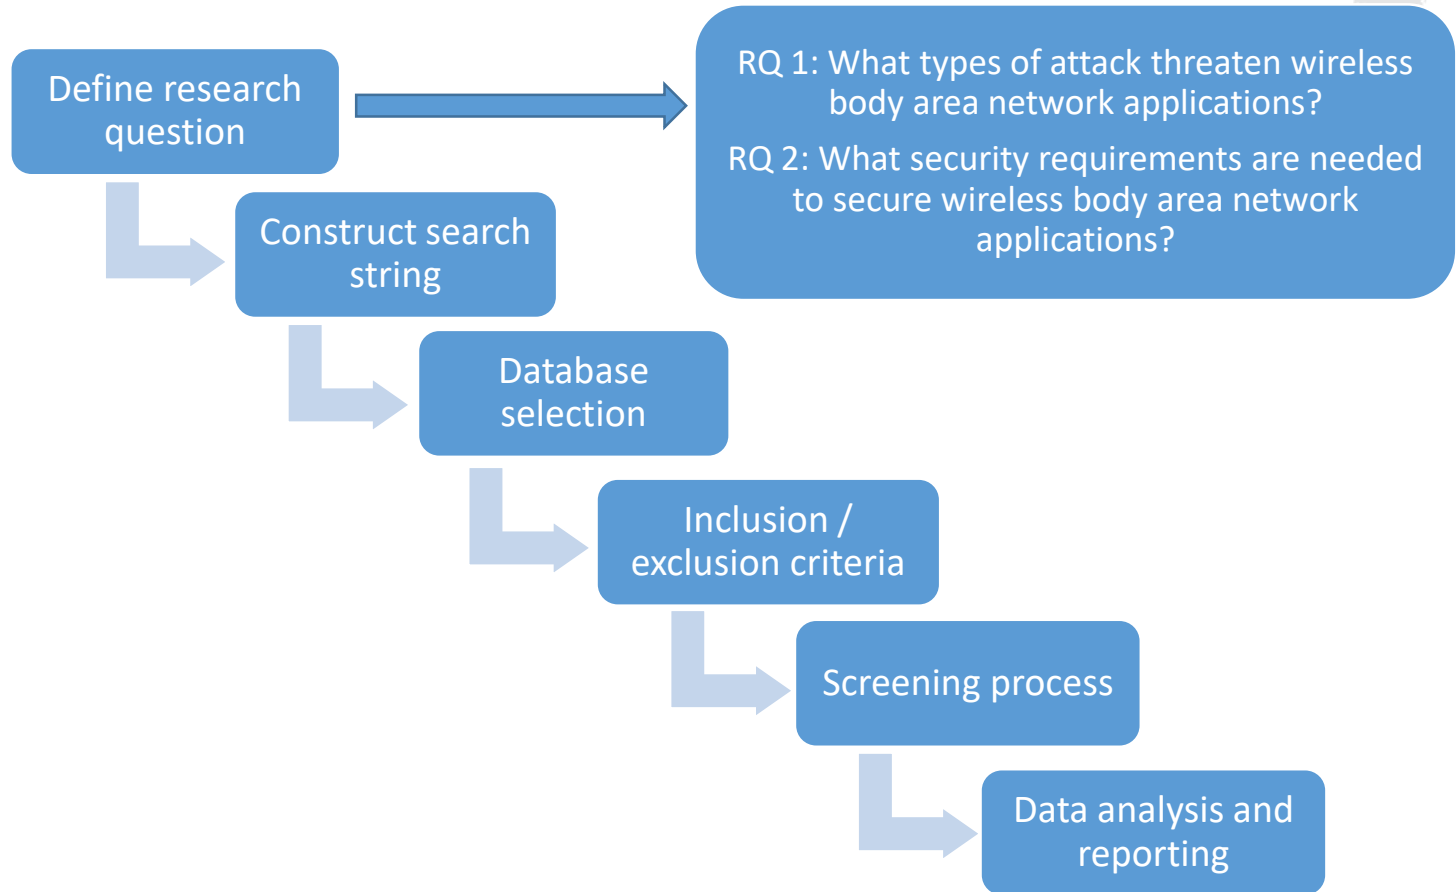 Define research
question
RQ 1: What types of attack threaten wireless
body area network applications?
RQ 2: What security requirements are needed
to secure wireless body area network
applications?
Construct search
string
Database
selection
Inclusion /
exclusion criteria
Screening process
Data analysis and
reporting